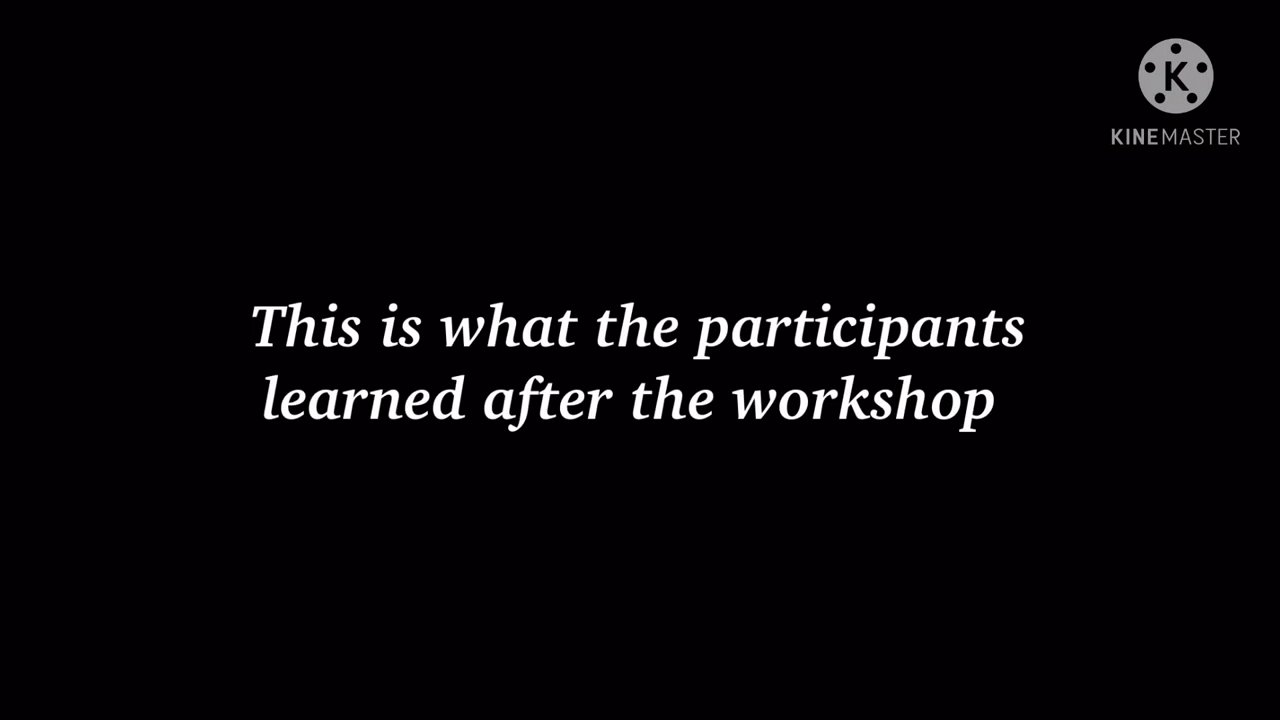 K
KINEMASTER
This is what the participants
learned after the workshop